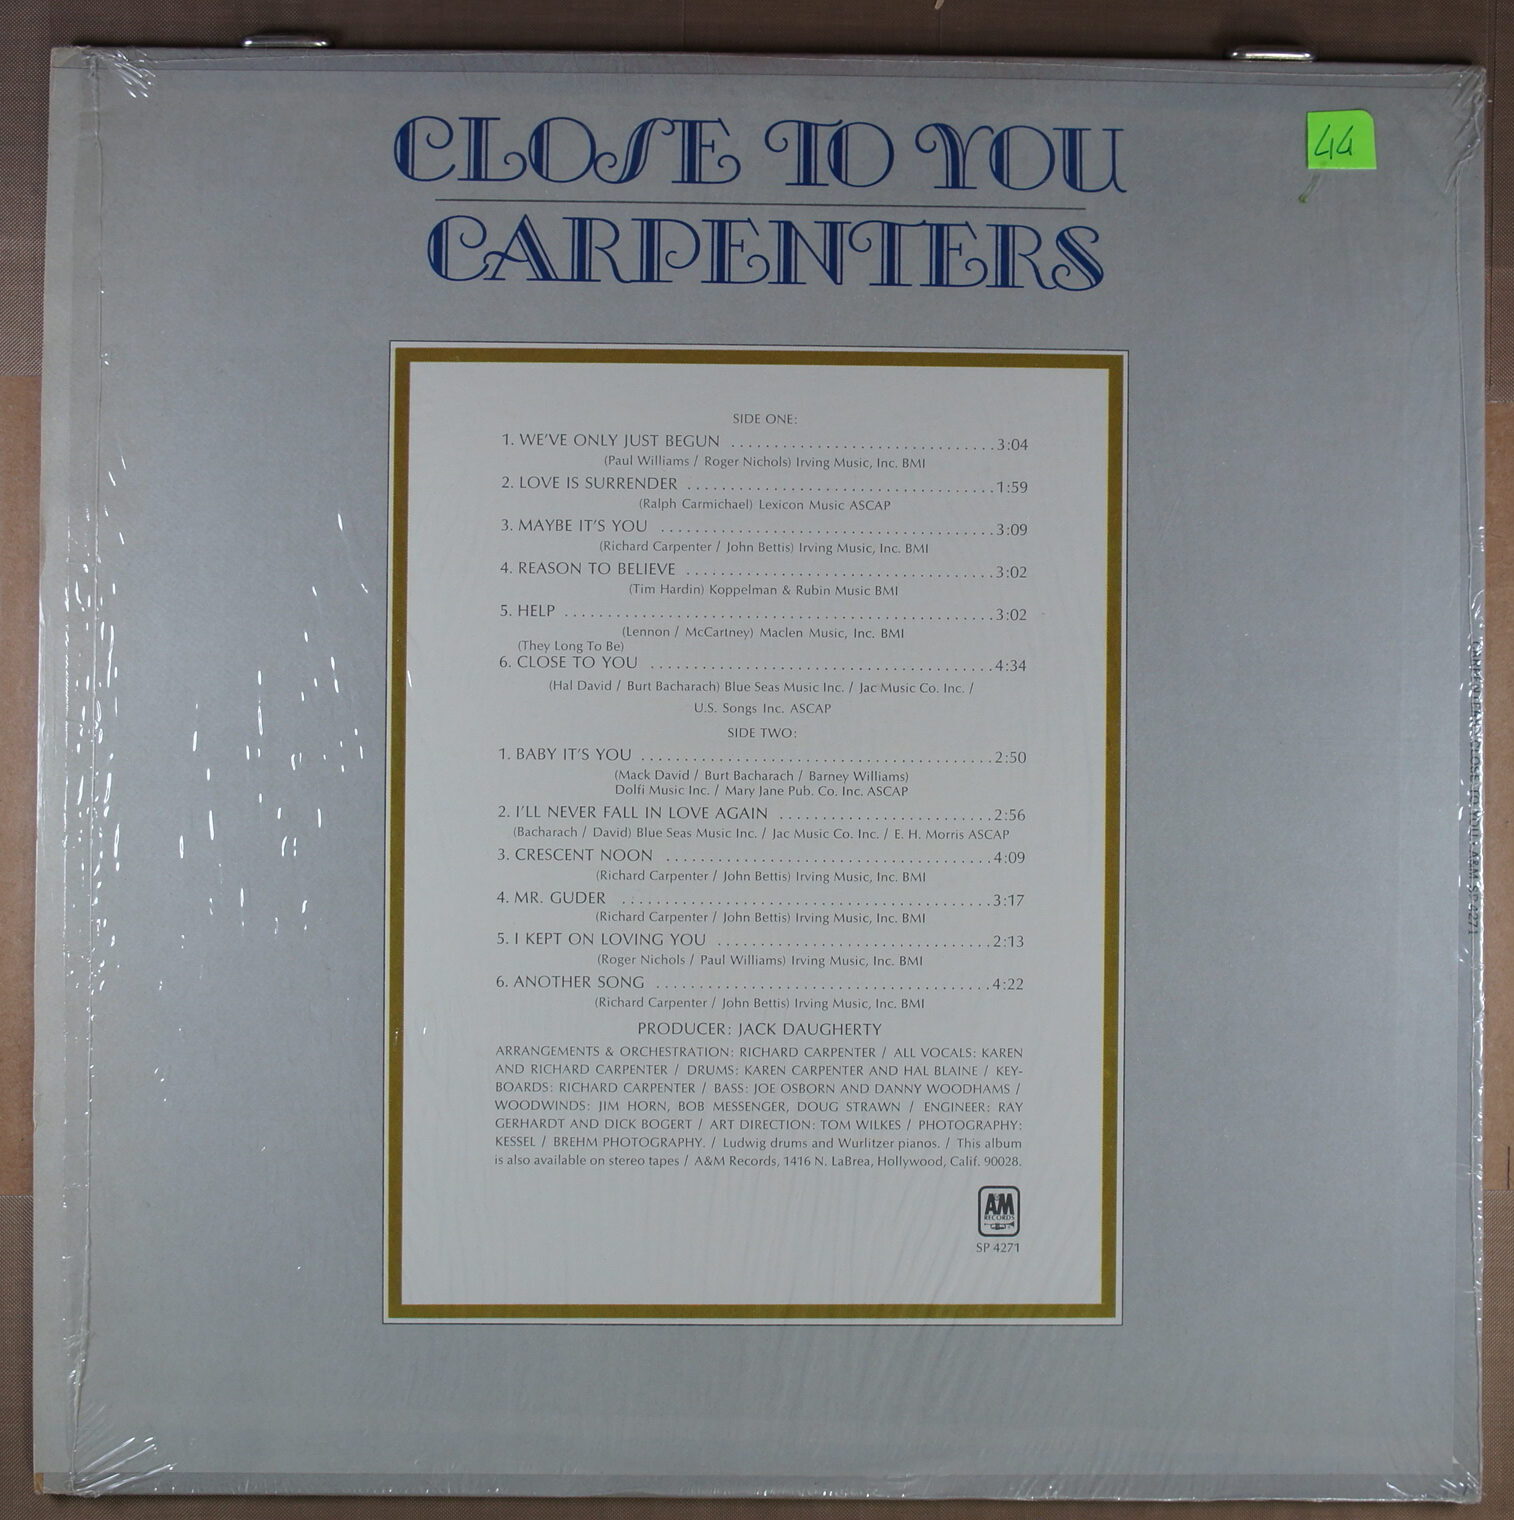 CLOSE TO YOU
44
CARPENTERS
SIDE ONE:
1. WE'VE ONLY JUST BEGUN ..............................3:04
(Paul Williams / Roger Nichols) Irving Music, Inc. BMI
2. LOVE IS SURRENDER ...................................1:59
(Ralph Carmichael) Lexicon Music ASCAP
3. MAYBE IT'S YOU ......................................3:09
(Richard Carpenter / John Bettis) Irving Music, Inc. BMI
4. REASON TO BELIEVE ...................................3:02
(Tim Hardin) Koppelman & Rubin Music BMI
5. HELP .................................................3:02
(Lennon / McCartney) Maclen Music, Inc. BMI
(They Long To Be)
6. CLOSE TO YOU .......................................4:34
(Hal David / Burt Bacharach) Blue Seas Music Inc. / Jac Music Co. Inc. /
U.S. Songs Inc. ASCAP
SIDE TWO:
1. BABY IT'S YOU ........................................2:50
(Mack David / Burt Bacharach / Barney Williams)
Dolfi Music Inc. / Mary Jane Pub. Co. Inc. ASCAP
2. I'LL NEVER FALL IN LOVE AGAIN ........................2:56
(Bacharach / David) Blue Seas Music Inc. / Jac Music Co. Inc. / E. H. Morris ASCAP
3. CRESCENT NOON .....................................4:09
(Richard Carpenter / John Bettis) Irving Music, Inc. BMI
4. MR. GUDER ..........................................3:17
(Richard Carpenter / John Bettis) Irving Music, Inc. BMI
5. I KEPT ON LOVING YOU ...............................2:13
(Roger Nichols / Paul Williams) Irving Music, Inc. BMI
6. ANOTHER SONG ......................................4:22
(Richard Carpenter / John Bettis) Irving Music, Inc. BMI
PRODUCER: JACK DAUGHERTY
ARRANGEMENTS & ORCHESTRATION: RICHARD CARPENTER / ALL VOCALS: KAREN
AND RICHARD CARPENTER / DRUMS: KAREN CARPENTER AND HAL BLAINE / KEY-
BOARDS: RICHARD CARPENTER / BASS: JOE OSBORN AND DANNY WOODHAMS /
WOODWINDS: JIM HORN, BOB MESSENGER, DOUG STRAWN / ENGINEER: RAY
GERHARDT AND DICK BOGERT / ART DIRECTION: TOM WILKES / PHOTOGRAPHY:
KESSEL / BREHM PHOTOGRAPHY. / Ludwig drums and Wurlitzer pianos. / This album
is also available on stereo tapes / A&M Records, 1416 N. LaBrea, Hollywood, Calif. 90028.
A&M
RECORDS
SP 4271
CARPENTERS/CLOSE TO YOU: A&M SP 4271